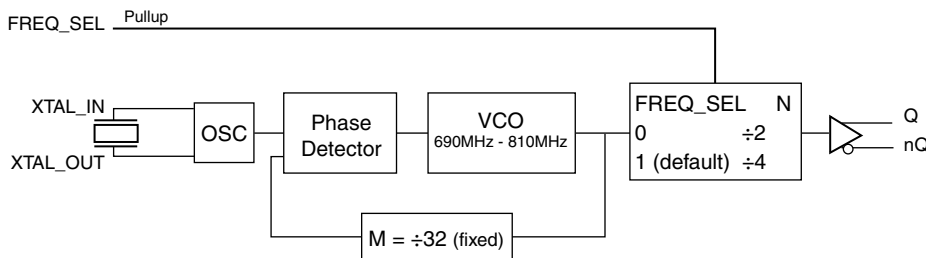 FREQ_SEL Pullup
XTAL_IN
XTAL_OUT
OSC
Phase
Detector
VCO
690MHz - 810MHz
FREQ_SEL N
0 ÷2
1 (default) ÷4
Q
nQ
M = ÷32 (fixed)